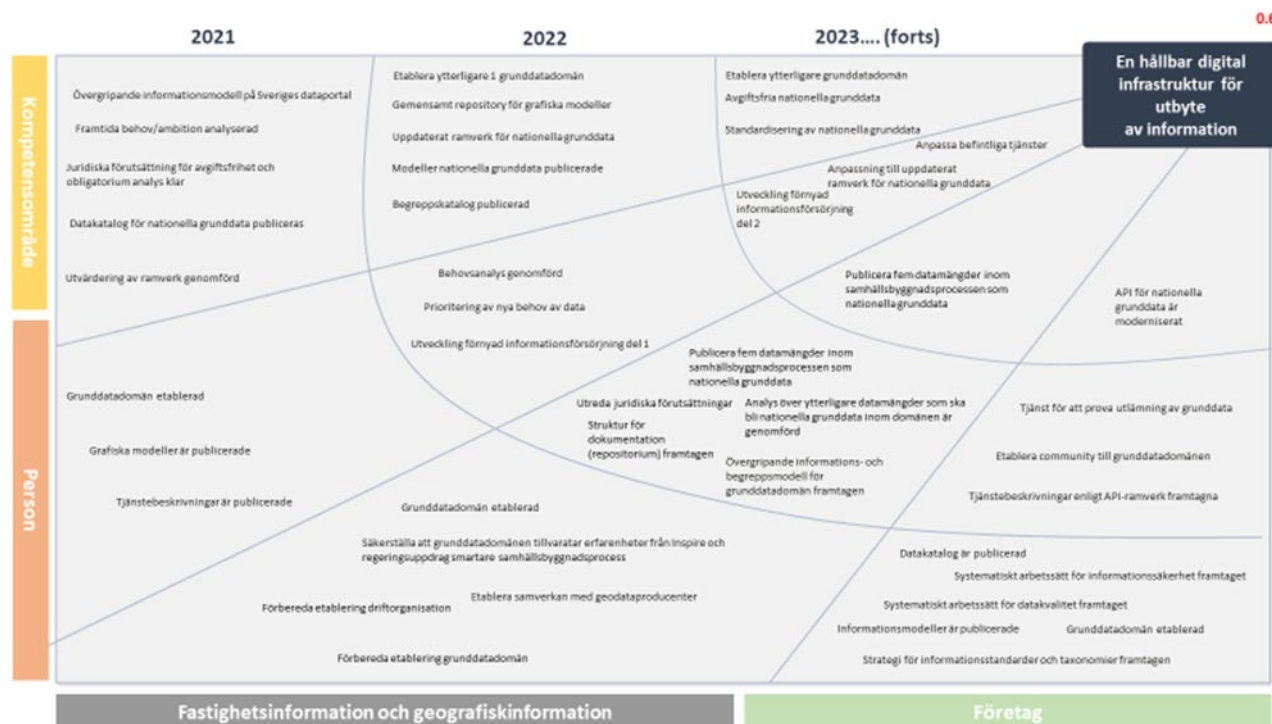 0.6
2021
2022
2023.... (forts)
En hållbar digital
infrastruktur för
utbyte
av information
Kompetensområde
Övergripande informationsmodell på Sveriges dataportal
Framtida behov/ambition analyserad
Juridiska förutsättning för avgiftsfrihet och
obligatorium analys klar
Datakatalog för nationella grunddata publiceras
Utvärdering av ramverk genomförd
Etablera ytterligare 1 grunddatadomän
Gemensamt repository för grafiska modeller
Uppdaterat ramverk för nationella grunddata
Modeller nationella grunddata publicerade
Begreppskatalog publicerad
Etablera ytterligare grunddatadomän
Avgiftsfria nationella grunddata
Standardisering av nationella grunddata
Anpassa befintliga tjänster
Anpassning till uppdaterat
ramverk för nationella grunddata
Utveckling förnyad
informationsförsörjning
del 2
Behovsanalys genomförd
Prioritering av nya behov av data
Utveckling förnyad informationsförsörjning del 1
Publicera fem datamängder inom
samhällsbyggnadsprocessen som
nationella grunddata
API för nationella
grunddata är
moderniserat
Person
Grunddatadomän etablerad
Grafiska modeller är publicerade
Tjänstebeskrivningar är publicerade
Publicera fem datamängder inom
samhällsbyggnadsprocessen som
nationella grunddata
Utreda juridiska förutsättningar
Struktur för
dokumentation
(repositorium) framtagen
Analys över ytterligare datamängder som ska
bli nationella grunddata inom domänen är
genomförd
Övergripande informations- och
begreppsmodell för
grunddatadomän framtagen
Tjänst för att prova utlämning av grunddata
Etablera community till grunddatadomänen
Tjänstebeskrivningar enligt API-ramverk framtagna
Grunddatadomän etablerad
Säkerställa att grunddatadomänen tillvaratar erfarenheter från Inspire och
regeringsuppdrag smartare samhällsbyggnadsprocess
Etablera samverkan med geodataproducenter
Förbereda etablering driftorganisation
Förbereda etablering grunddatadomän
Datakatalog är publicerad
Systematiskt arbetssätt för informationssäkerhet framtaget
Systematiskt arbetssätt för datakvalitet framtaget
Informationsmodeller är publicerade
Grunddatadomän etablerad
Strategi för informationsstandarder och taxonomier framtagen
Fastighetsinformation och geografiskinformation
Företag